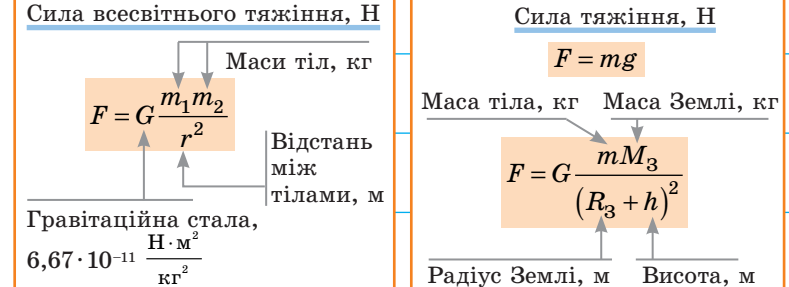 Сила всесвітнього тяжіння, Н
Маси тіл, кг
F = G m₁m₂ / r²
Відстань
між
тілами, м
Гравітаційна стала,
6,67 · 10⁻¹¹ Н · м² / кг²
Сила тяжіння, Н
F = mg
Маса тіла, кг Маса Землі, кг
F = G mM₃ / (R₃ + h)²
Радіус Землі, м Висота, м